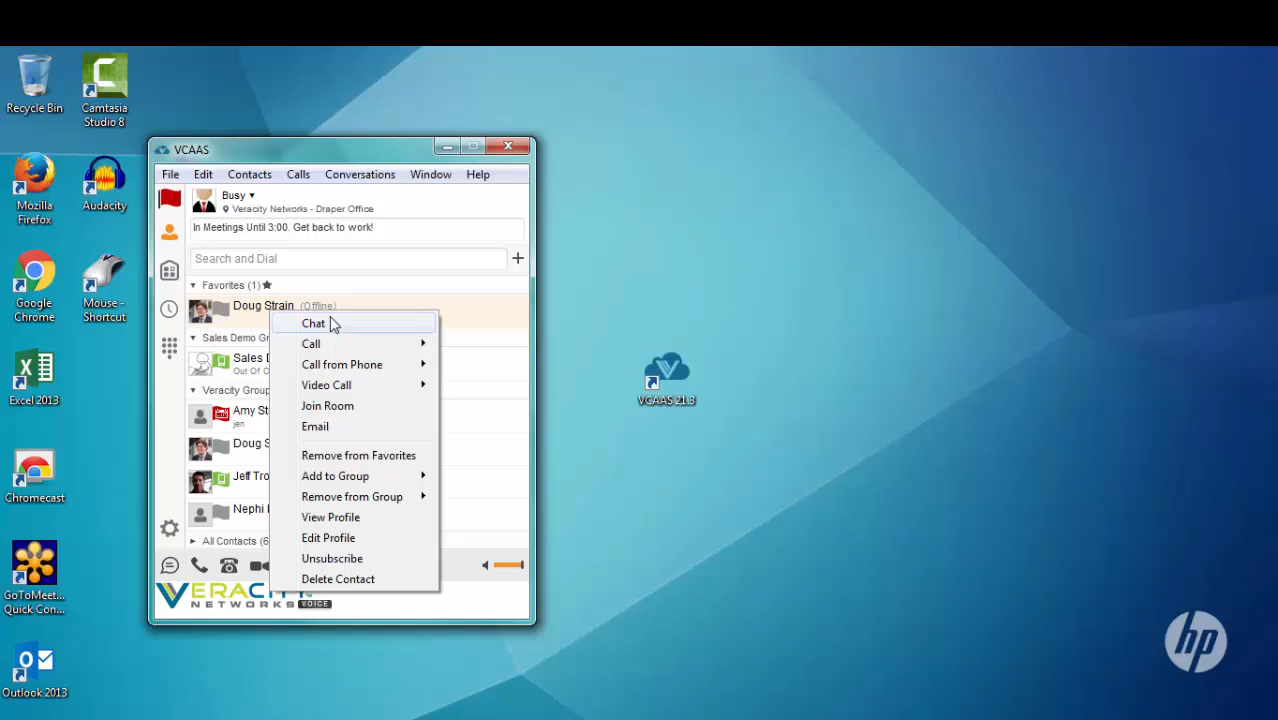 Recycle Bin
Camtasia
Studio 8
Mozilla
Firefox
Audacity
Google
Chrome
Mouse -
Shortcut
Excel 2013
Chromecast
GoToMeet...
Quick Con...
Outlook 2013
VCAAS
File Edit Contacts Calls Conversations Window Help
Busy
Veracity Networks - Draper Office
In Meetings Until 3:00. Get back to work!
Search and Dial
Favorites (1)
Doug Strain (Offline)
Sales Demo Gr
Sales D
Out Of O
Veracity Group
Amy St
jen
Doug S
Jeff Tro
Nephi
All Contacts (6
Chat
Call
Call from Phone
Video Call
Join Room
Email
Remove from Favorites
Add to Group
Remove from Group
View Profile
Edit Profile
Unsubscribe
Delete Contact
VERACIT
NETWORKS VOICE
VCAAS 21.3
hp